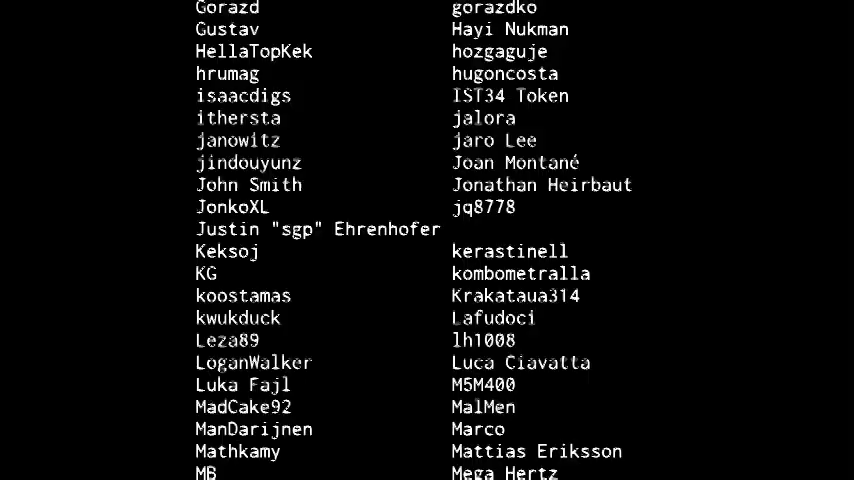 Gorazd gorazdko
Gustav Hayi Nukman
HellaTopKek hozgaguje
hrumag hugoncosta
isaacdigs IST34 Token
ithersta jalora
janowitz jaro Lee
jindouyunz Joan Montané
John Smith Jonathan Heirbaut
JonkoXL jq8778
Justin "sgp" Ehrenhofer
Keksoj kerastinell
KG kombometralla
koostamas Krakataua314
kwukduck Lafudoci
Leza89 lh1008
LoganWalker Luca Ciavatta
Luka Fajl M5M400
MadCake92 MalMen
ManDarijnen Marco
Mathkamy Mattias Eriksson
MB Mega Hertz